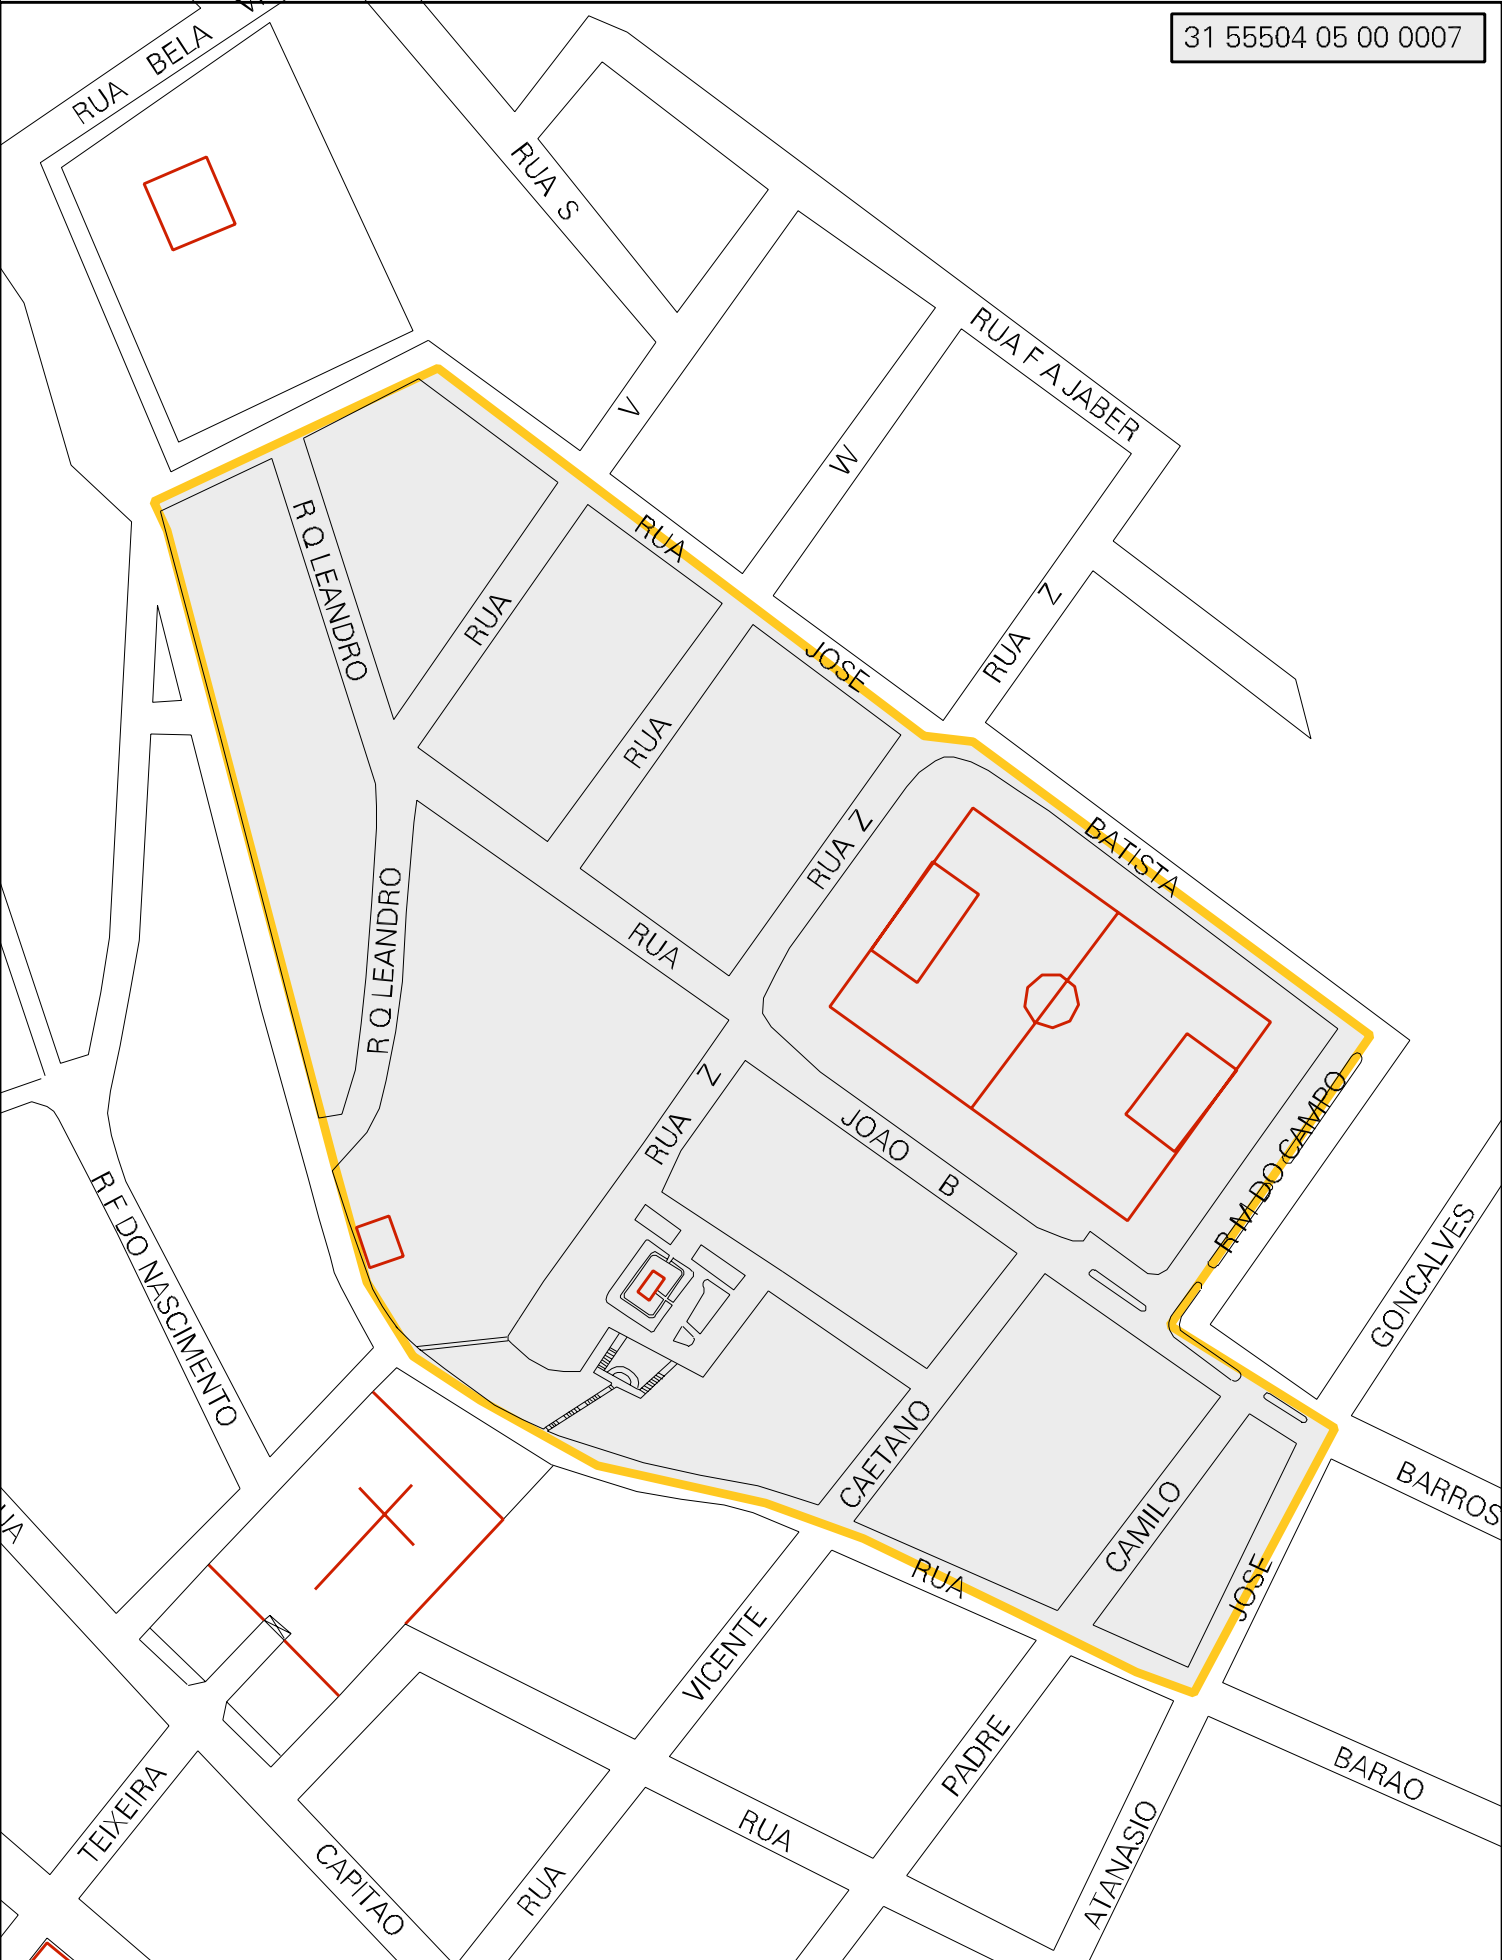 31 55504 05 00 0007
RUA BELA
RUA S
RUA F A JABER
V
W
RUA Z
R Q LEANDRO
RUA
RUA
RUA JOSE BATISTA
RUA Z
R Q LEANDRO
RUA
RUA Z
JOAO B
R M DO CAMPO
GONCALVES
R F DO NASCIMENTO
CAETANO
CAMILO
BARROS
JOSE
RUA
VICENTE
PADRE
BARAO
TEIXEIRA
CAPITAO
RUA
RUA
ATANASIO